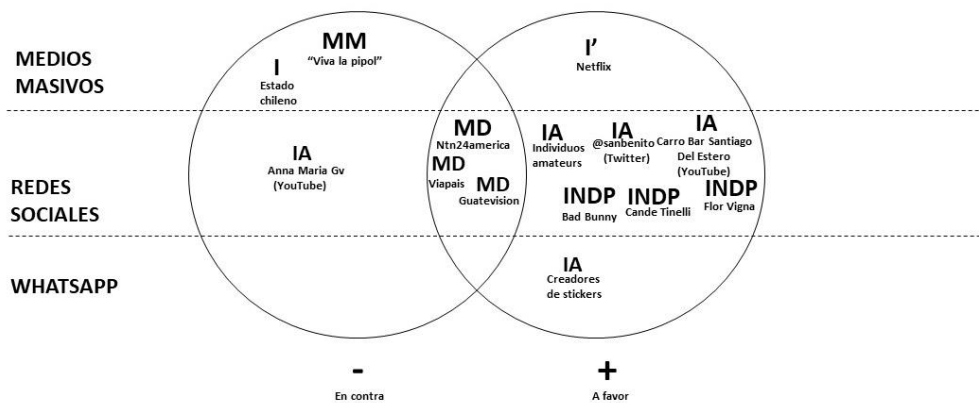 MEDIOS
MASIVOS
MM
“Viva la pipol”
I
Estado
chileno
I’
Netflix
REDES
SOCIALES
IA
Anna Maria Gv
(YouTube)
MD
Ntn24america
MD
Viapais
MD
Guatevision
IA
Individuos
amateurs
IA
@sanbenito
(Twitter)
IA
Carro Bar Santiago
Del Estero
(YouTube)
INDP
Bad Bunny
INDP
Cande Tinelli
INDP
Flor Vigna
WHATSAPP
IA
Creadores
de stickers
-
En contra
+
A favor